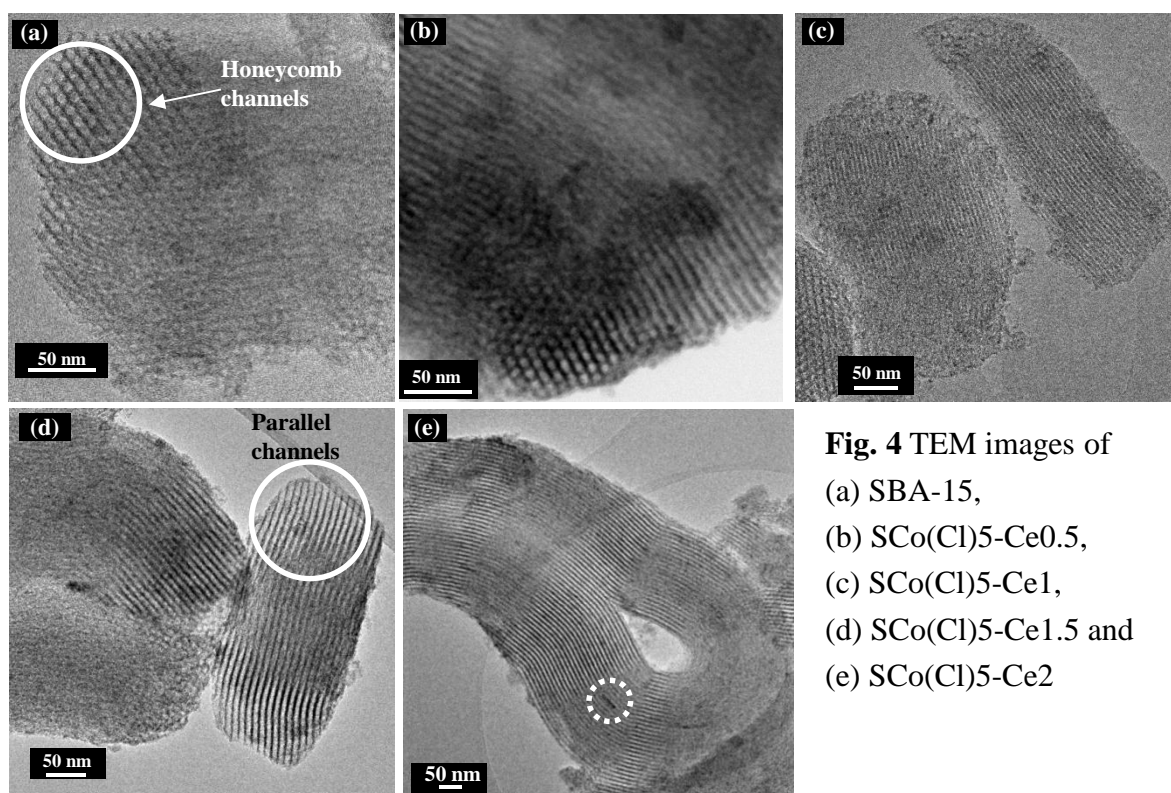 (a)
Honeycomb
channels
50 nm
(b)
50 nm
(c)
50 nm
(d)
Parallel
channels
50 nm
(e)
50 nm
Fig. 4 TEM images of
(a) SBA-15,
(b) SCo(Cl)5-Ce0.5,
(c) SCo(Cl)5-Ce1,
(d) SCo(Cl)5-Ce1.5 and
(e) SCo(Cl)5-Ce2